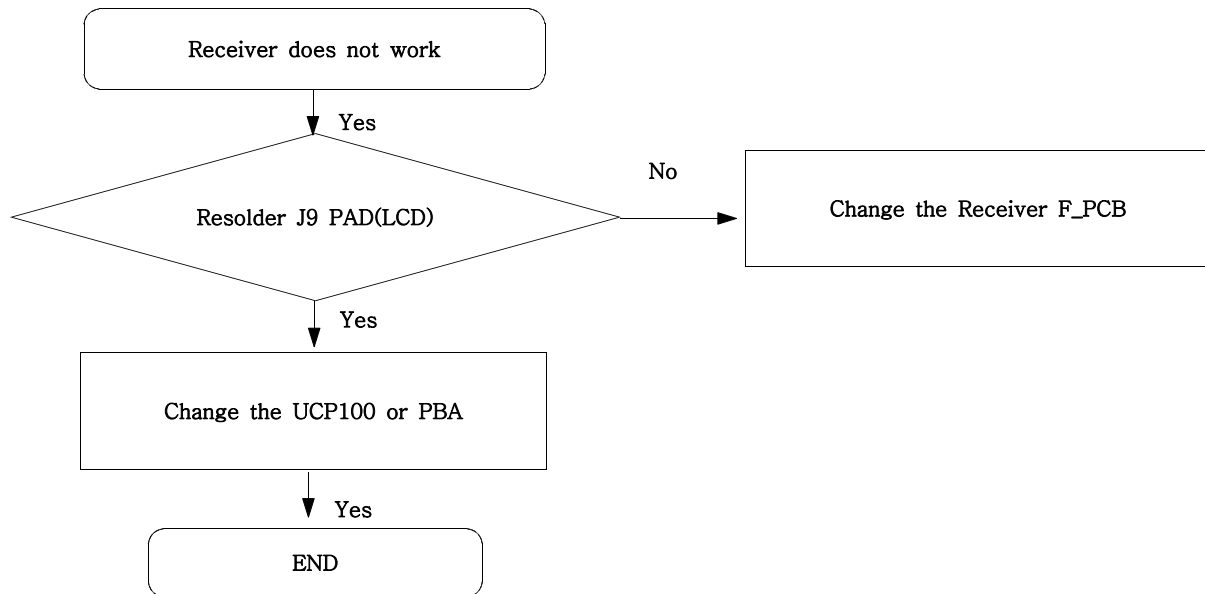 Receiver does not work
Yes
Resolder J9 PAD(LCD)
No
Change the Receiver F_PCB
Yes
Change the UCP100 or PBA
Yes
END